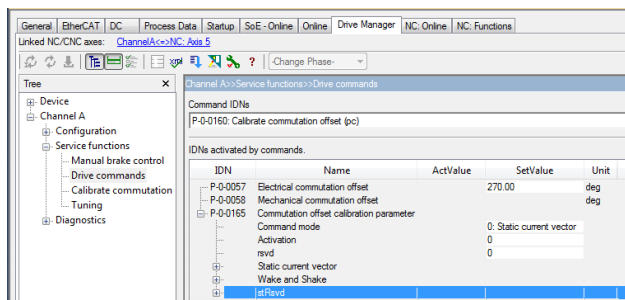 General EtherCAT DC Process Data Startup SoE - Online Online Drive Manager NC: Online NC: Functions
Linked NC/CNC axes: ChannelA<=>NC: Axis 5
xml ? -Change Phase-
Tree X
Channel A>>Service functions>>Drive commands
Device
Channel A
Configuration
Service functions
Manual brake control
Drive commands
Calibrate commutation
Tuning
Diagnostics
Command IDNs
P-0-0160: Calibrate commutation offset (pc)
IDNs activated by commands.
IDN Name ActValue SetValue Unit
P-0-0057 Electrical commutation offset 270.00 deg
P-0-0058 Mechanical commutation offset deg
P-0-0165 Commutation offset calibration parameter
Command mode 0: Static current vector
Activation 0
rsvd 0
Static current vector
Wake and Shake
stRsvd